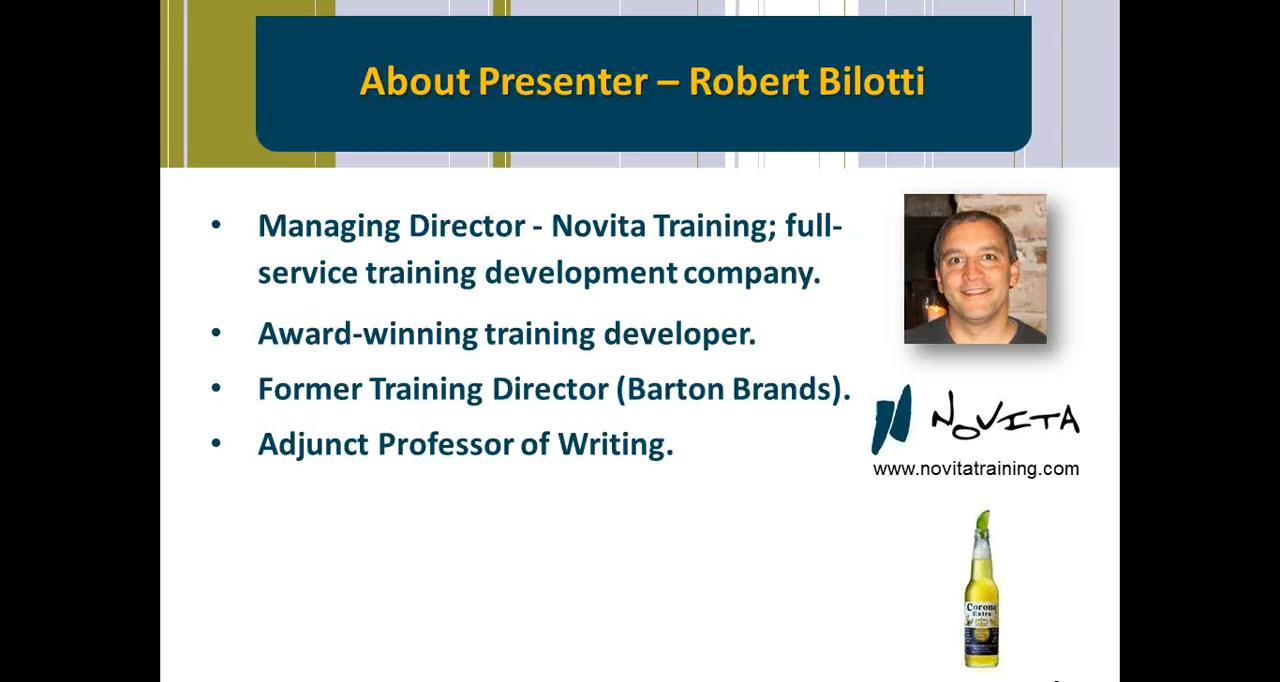 About Presenter – Robert Bilotti
• Managing Director - Novita Training; full-
service training development company.
• Award-winning training developer.
• Former Training Director (Barton Brands).
• Adjunct Professor of Writing.
NOVITA
www.novitatraining.com
Corona
Extra